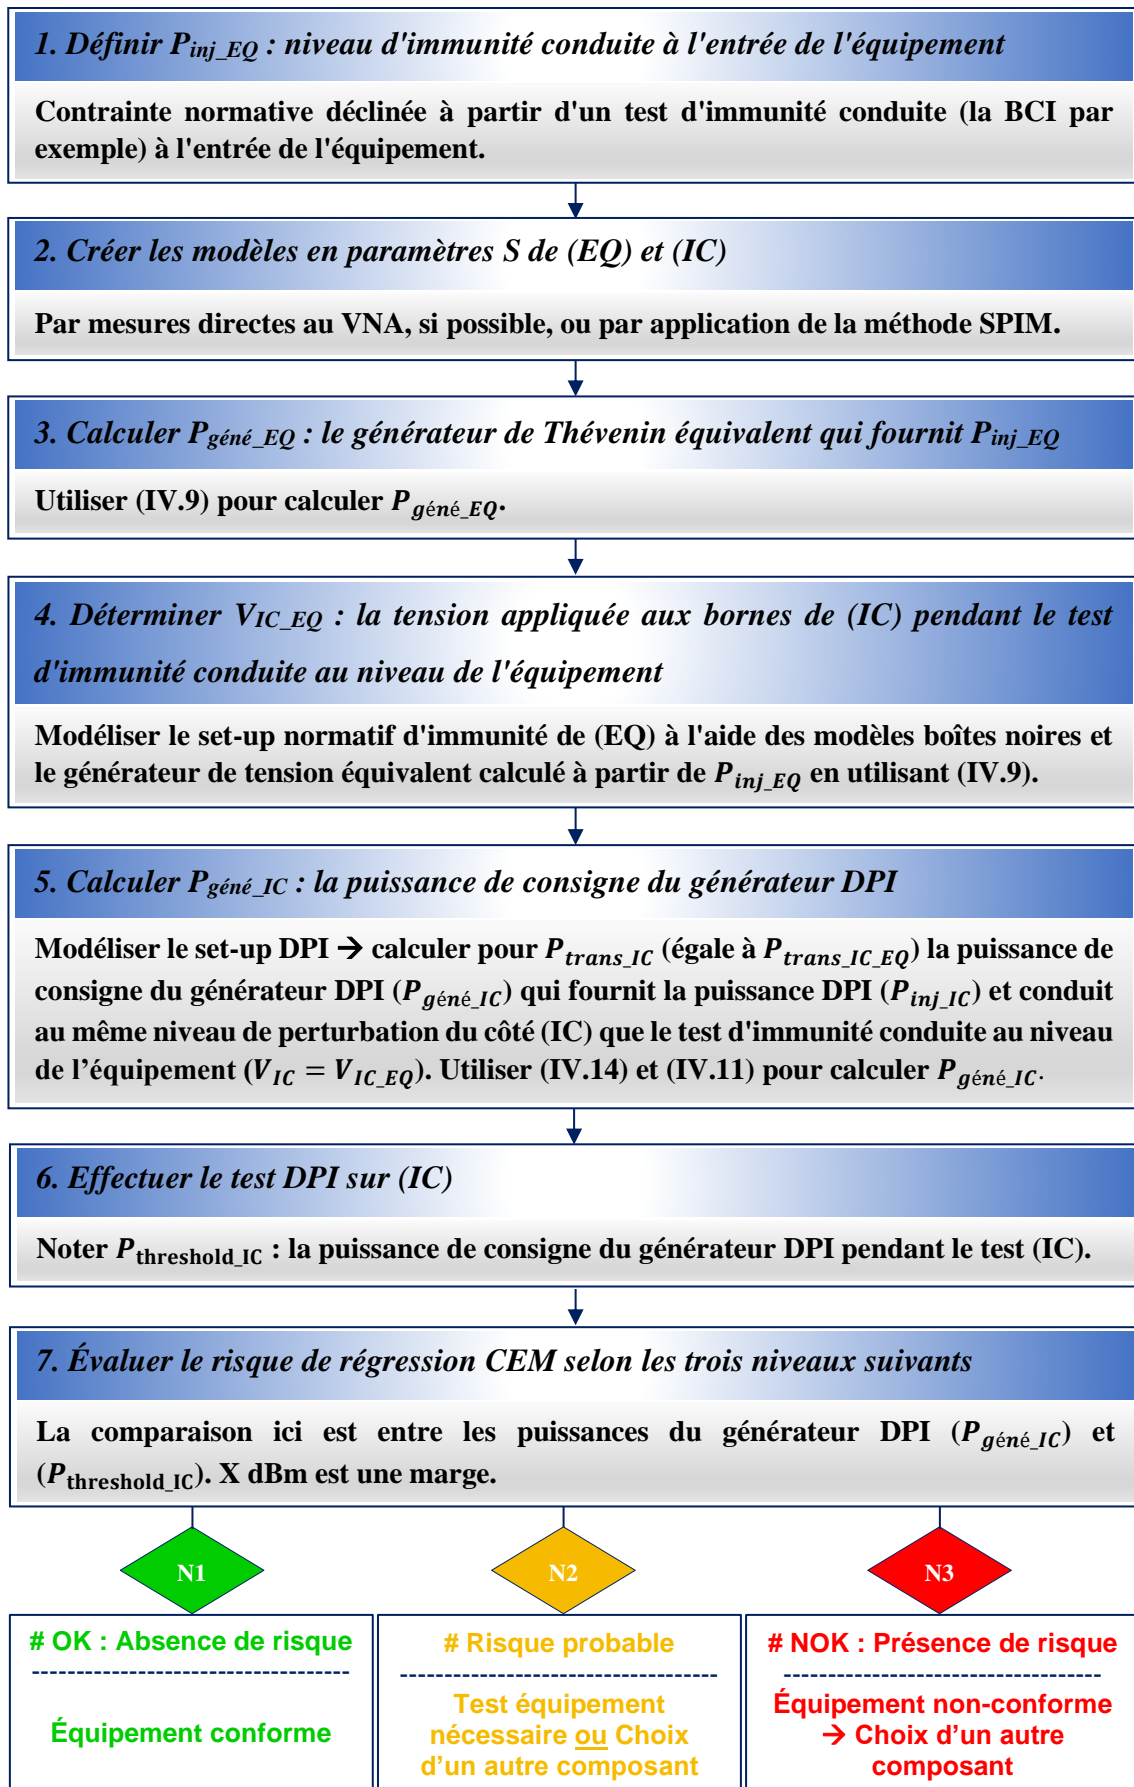 1. Définir Pinj_EQ : niveau d'immunité conduite à l'entrée de l'équipement
Contrainte normative déclinée à partir d'un test d'immunité conduite (la BCI par
exemple) à l'entrée de l'équipement.
2. Créer les modèles en paramètres S de (EQ) et (IC)
Par mesures directes au VNA, si possible, ou par application de la méthode SPIM.
3. Calculer Pgéné_EQ : le générateur de Thévenin équivalent qui fournit Pinj_EQ
Utiliser (IV.9) pour calculer Pgéné_EQ.
4. Déterminer VIC_EQ : la tension appliquée aux bornes de (IC) pendant le test
d'immunité conduite au niveau de l'équipement
Modéliser le set-up normatif d'immunité de (EQ) à l'aide des modèles boîtes noires et
le générateur de tension équivalent calculé à partir de Pinj_EQ en utilisant (IV.9).
5. Calculer Pgéné_IC : la puissance de consigne du générateur DPI
Modéliser le set-up DPI → calculer pour Ptrans_IC (égale à Ptrans_IC_EQ) la puissance de
consigne du générateur DPI (Pgéné_IC) qui fournit la puissance DPI (Pinj_IC) et conduit
au même niveau de perturbation du côté (IC) que le test d'immunité conduite au niveau
de l’équipement (VIC = VIC_EQ). Utiliser (IV.14) et (IV.11) pour calculer Pgéné_IC.
6. Effectuer le test DPI sur (IC)
Noter Pthreshold_IC : la puissance de consigne du générateur DPI pendant le test (IC).
7. Évaluer le risque de régression CEM selon les trois niveaux suivants
La comparaison ici est entre les puissances du générateur DPI (Pgéné_IC) et
(Pthreshold_IC). X dBm est une marge.
N1
N2
N3
# OK : Absence de risque
------------------------------------
Équipement conforme
# Risque probable
------------------------------------
Test équipement
nécessaire ou Choix
d’un autre composant
# NOK : Présence de risque
------------------------------------
Équipement non-conforme
→ Choix d’un autre
composant